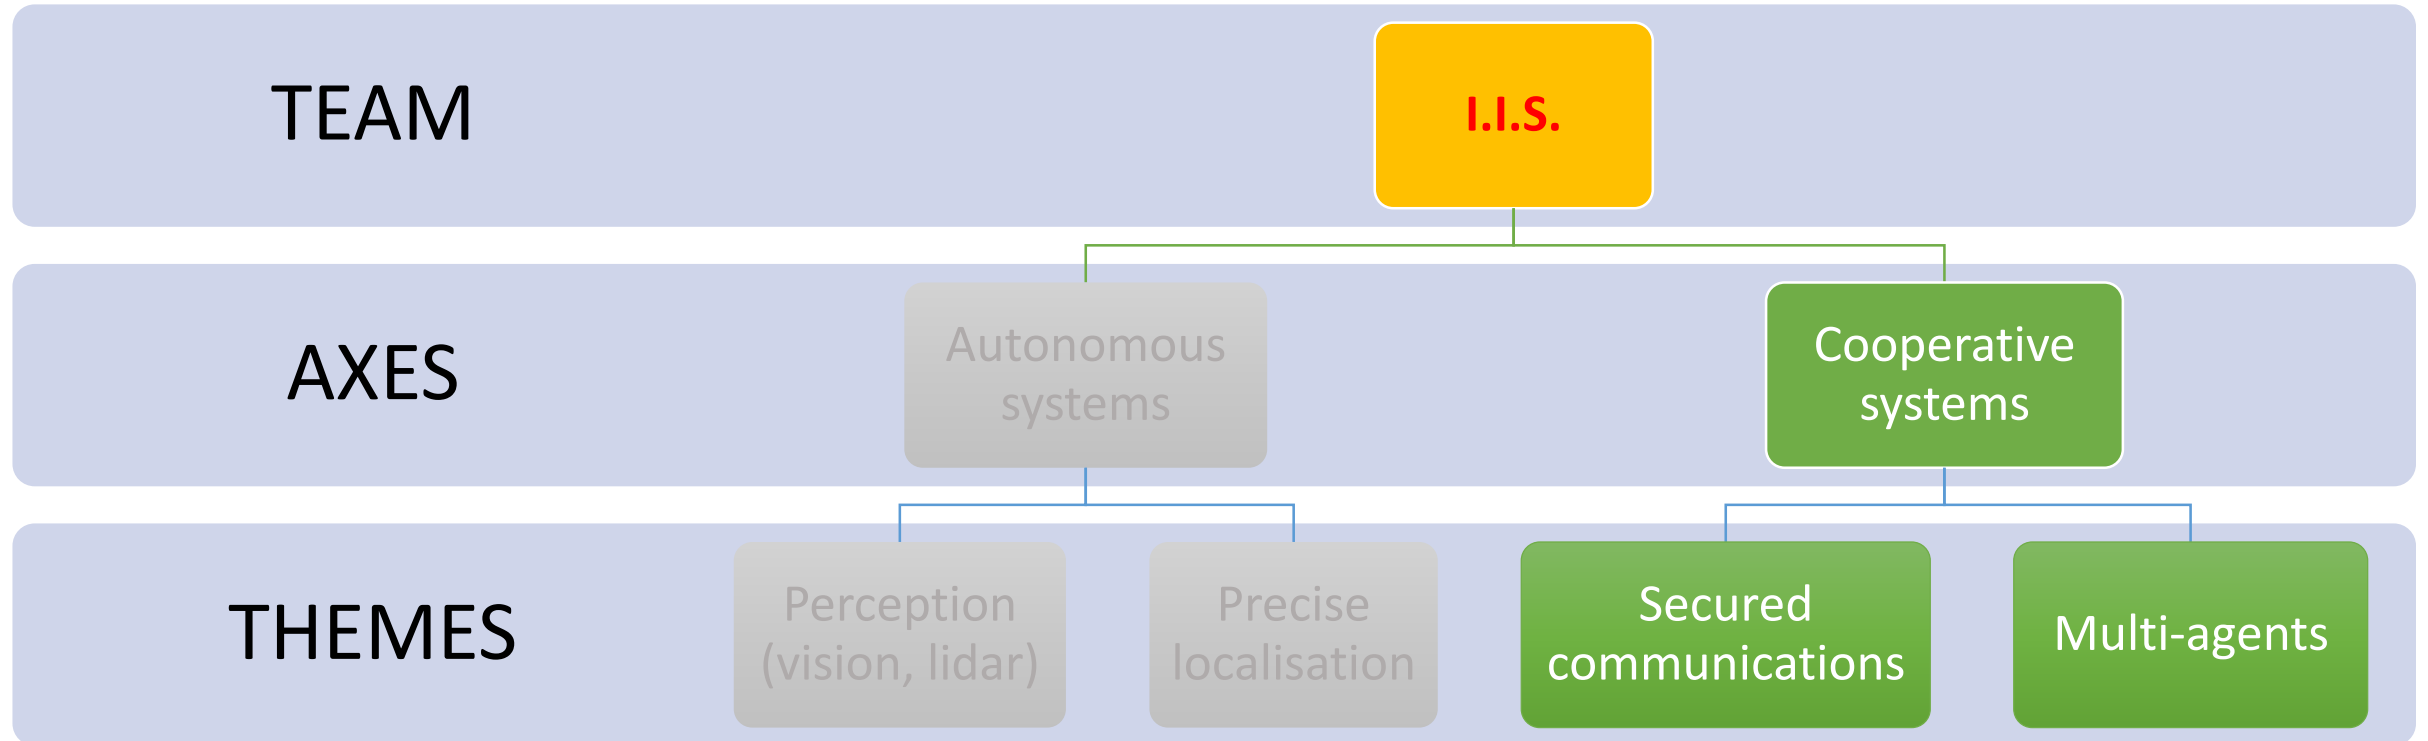 TEAM
I.I.S.
AXES
Autonomous
systems
Cooperative
systems
THEMES
Perception
(vision, lidar)
Precise
localisation
Secured
communications
Multi-agents